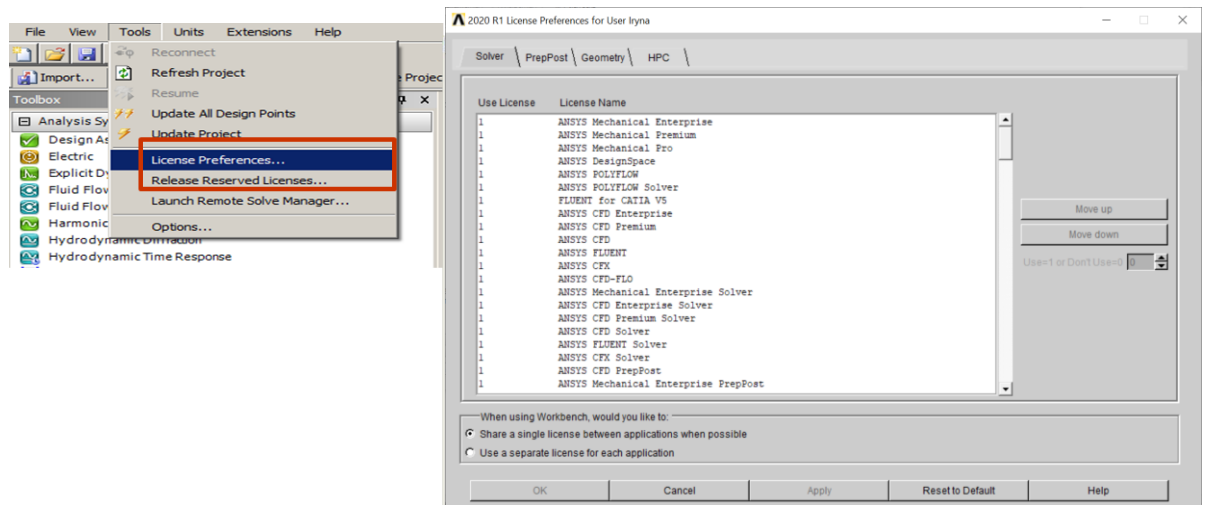 File View Tools Units Extensions Help
Import...
Reconnect
Refresh Project
Resume
Update All Design Points
Update Project
License Preferences...
Release Reserved Licenses...
Launch Remote Solve Manager...
Options...
Toolbox
Analysis Sy
Design As
Electric
Explicit Dy
Fluid Flow
Fluid Flow
Harmonic
Hydrodynamic Diffraction
Hydrodynamic Time Response
e Projec
2020 R1 License Preferences for User Iryna
Solver PrepPost Geometry HPC
Use License License Name
1 ANSYS Mechanical Enterprise
1 ANSYS Mechanical Premium
1 ANSYS Mechanical Pro
1 ANSYS DesignSpace
1 ANSYS POLYFLOW
1 ANSYS POLYFLOW Solver
1 FLUENT for CATIA V5
1 ANSYS CFD Enterprise
1 ANSYS CFD Premium
1 ANSYS CFD
1 ANSYS FLUENT
1 ANSYS CFX
1 ANSYS CFD-FLO
1 ANSYS Mechanical Enterprise Solver
1 ANSYS CFD Enterprise Solver
1 ANSYS CFD Premium Solver
1 ANSYS CFD Solver
1 ANSYS FLUENT Solver
1 ANSYS CFX Solver
1 ANSYS CFD PrepPost
1 ANSYS Mechanical Enterprise PrepPost
Move up
Move down
Use=1 or Don't Use=0 0
When using Workbench, would you like to:
Share a single license between applications when possible
Use a separate license for each application
OK Cancel Apply Reset to Default Help